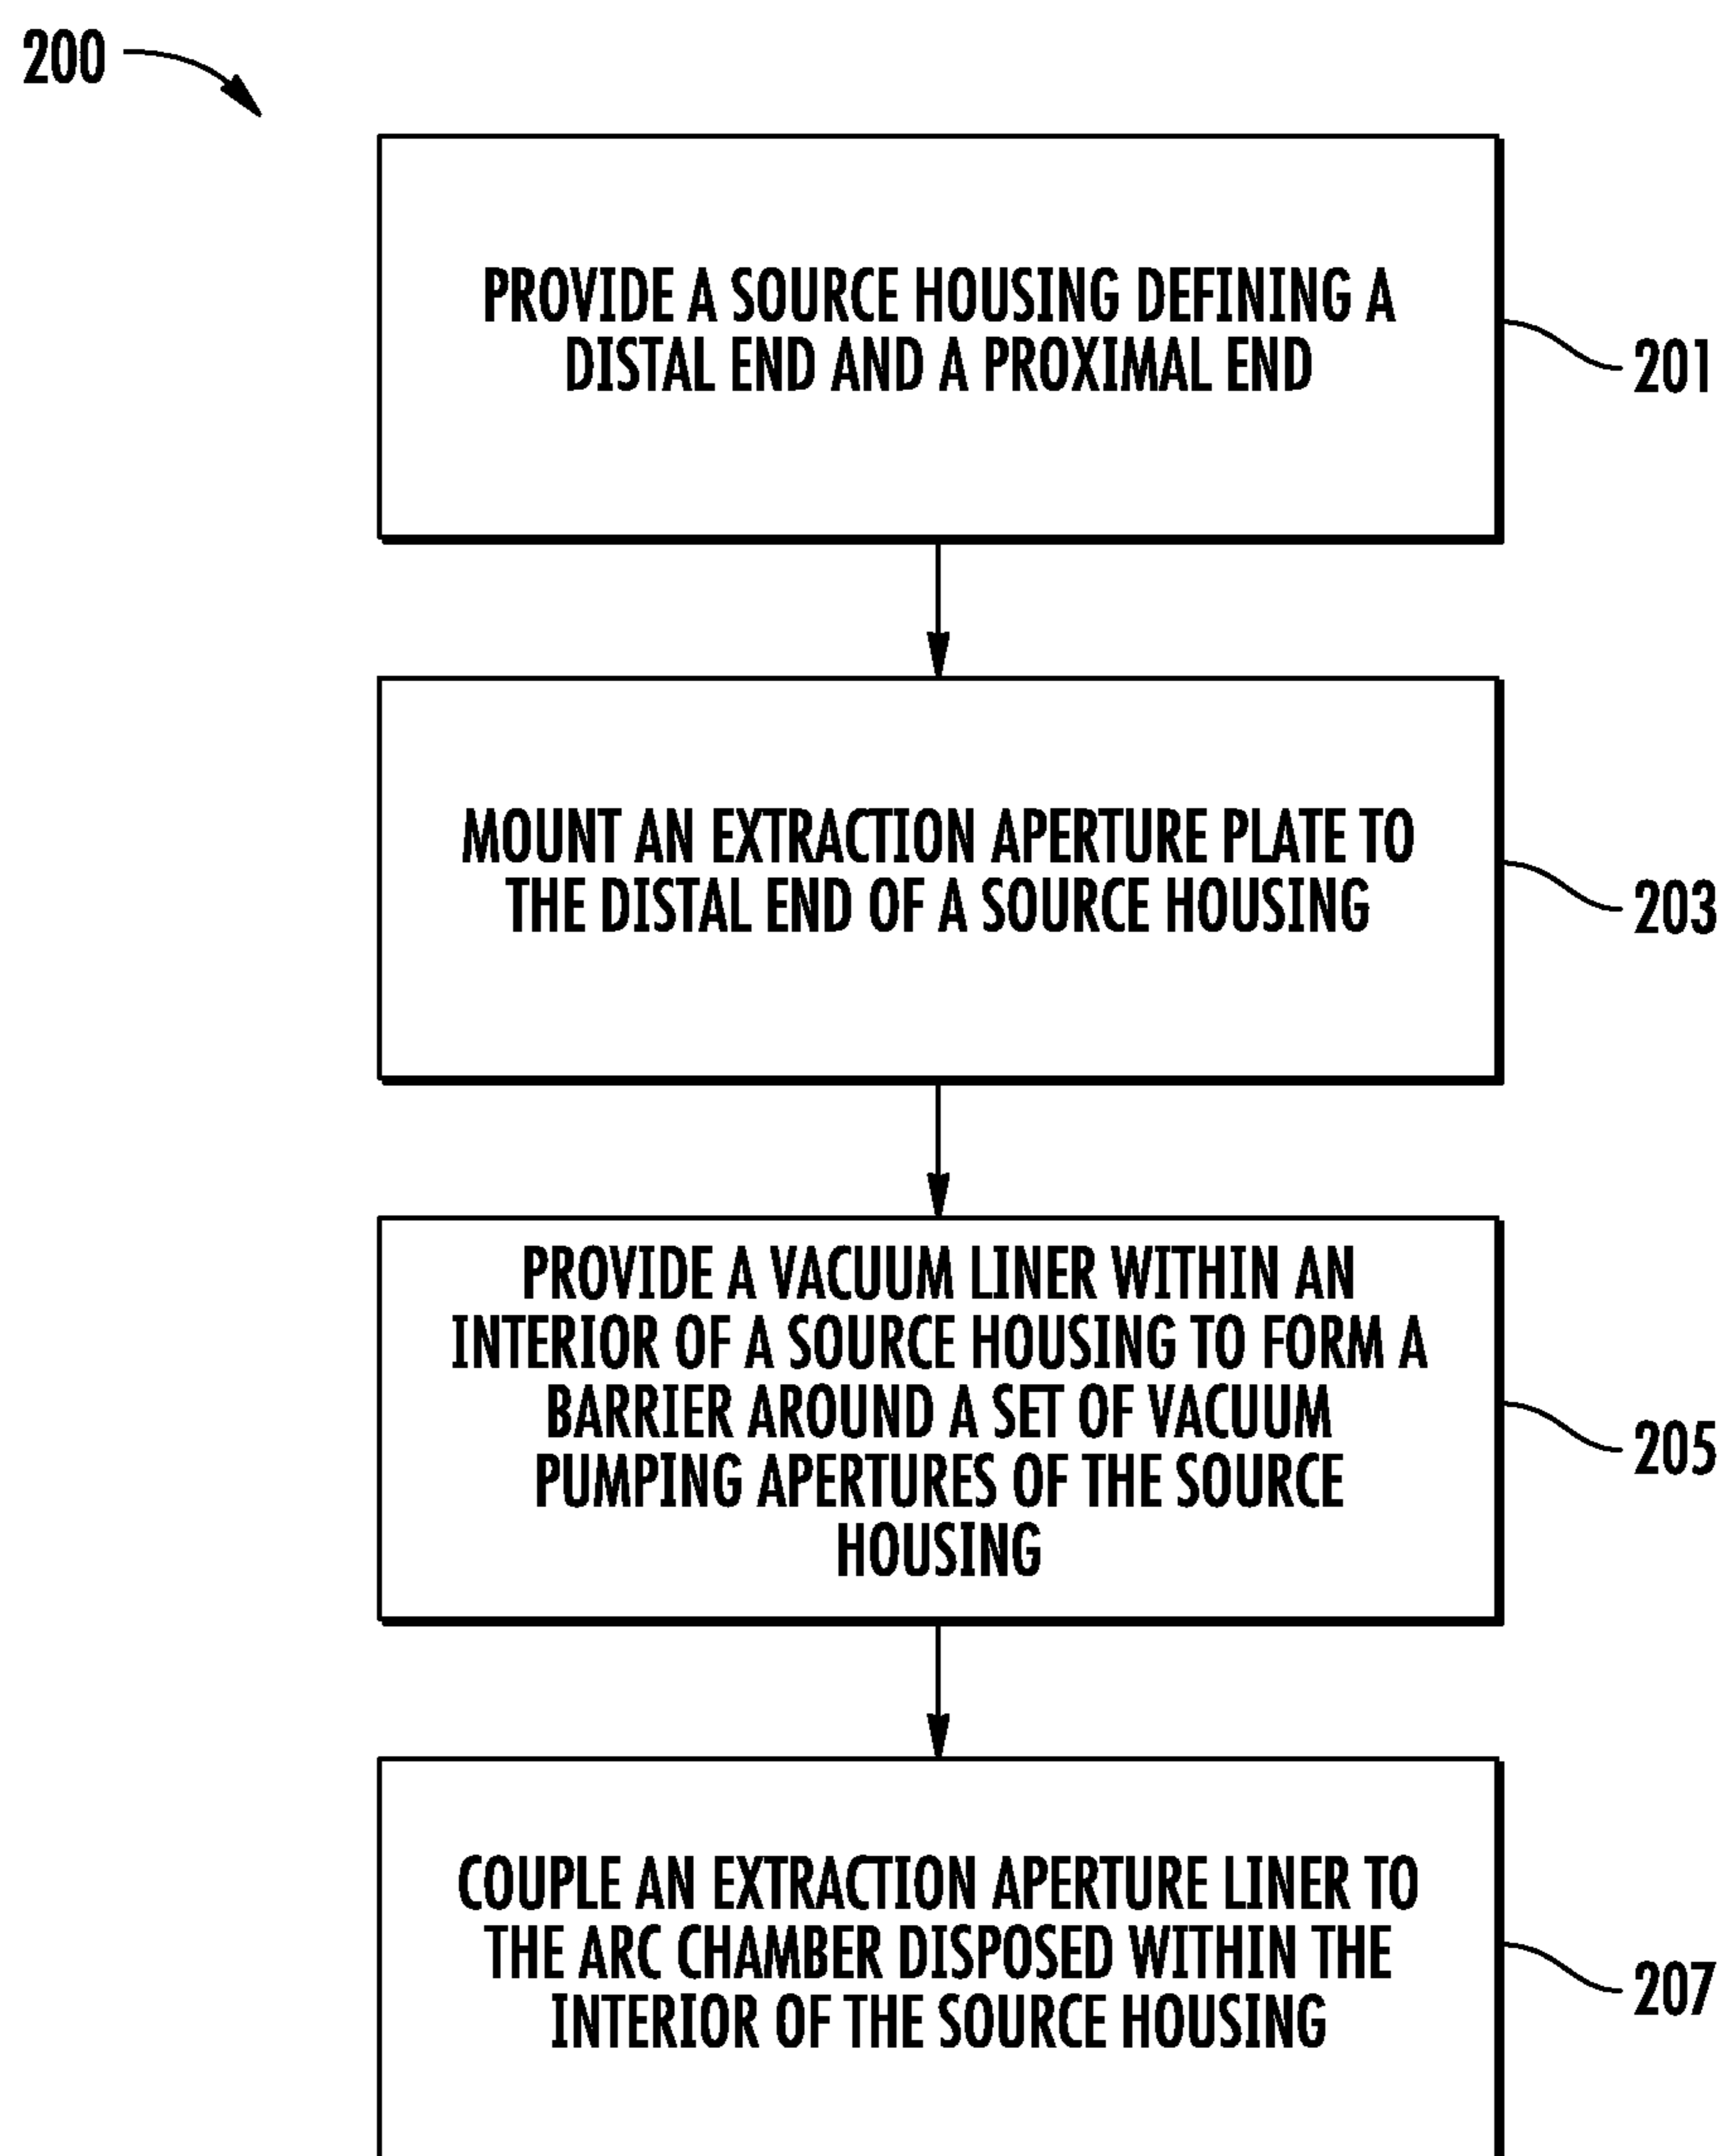 200
PROVIDE A SOURCE HOUSING DEFINING A
DISTAL END AND A PROXIMAL END
201
MOUNT AN EXTRACTION APERTURE PLATE TO
THE DISTAL END OF A SOURCE HOUSING
203
PROVIDE A VACUUM LINER WITHIN AN
INTERIOR OF A SOURCE HOUSING TO FORM A
BARRIER AROUND A SET OF VACUUM
PUMPING APERTURES OF THE SOURCE
HOUSING
205
COUPLE AN EXTRACTION APERTURE LINER TO
THE ARC CHAMBER DISPOSED WITHIN THE
INTERIOR OF THE SOURCE HOUSING
207